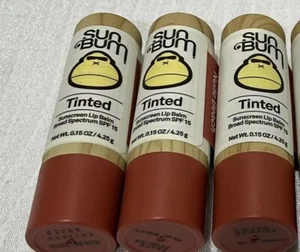 SUN
BUM
Tinted
Sunscreen Lip Balm
Broad Spectrum SPF 15
Net Wt. 0.15 OZ / 4.25 g
SUN
BUM
Tinted
Sunscreen Lip Balm
Broad Spectrum SPF 15
Net Wt. 0.15 OZ / 4.25 g
SUN
BUM
Tinted
Sunscreen Lip Balm
Broad Spectrum SPF 15
Net Wt. 0.15 OZ / 4.25 g